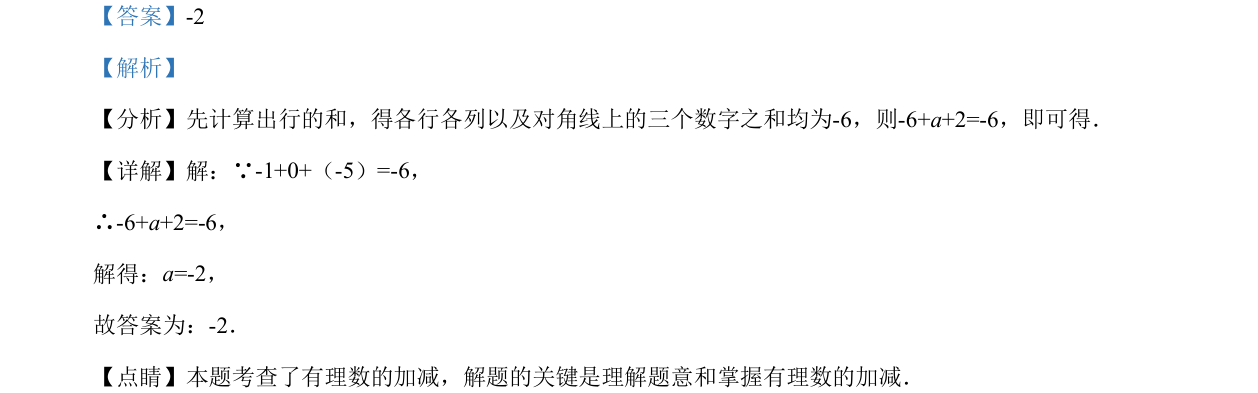 【答案】-2
【解析】
【分析】先计算出行的和，得各行各列以及对角线上的三个数字之和均为-6，则-6+a+2=-6，即可得．
【详解】解：∵-1+0+（-5）=-6，
∴-6+a+2=-6，
解得：a=-2，
故答案为：-2．
【点睛】本题考查了有理数的加减，解题的关键是理解题意和掌握有理数的加减．